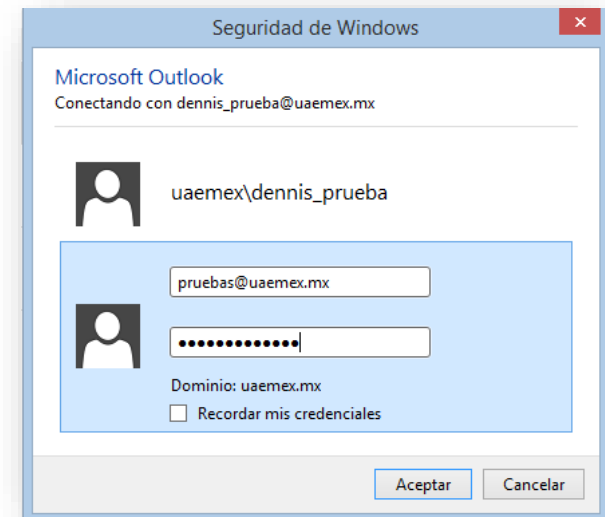 Seguridad de Windows
Microsoft Outlook
Conectando con dennis_prueba@uaemex.mx
uaemex\dennis_prueba
pruebas@uaemex.mx
•••••••••••••
Dominio: uaemex.mx
Recordar mis credenciales
Aceptar Cancelar